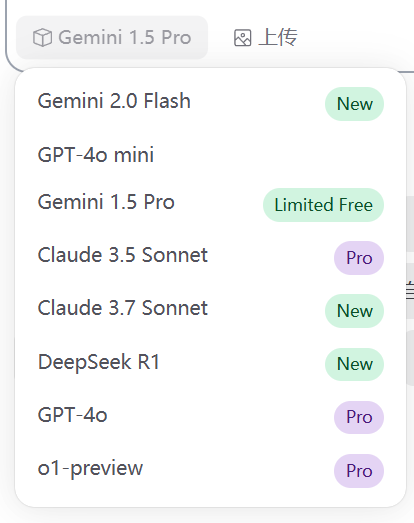 Gemini 1.5 Pro 上传
Gemini 2.0 Flash New
GPT-4o mini
Gemini 1.5 Pro Limited Free
Claude 3.5 Sonnet Pro
Claude 3.7 Sonnet New
DeepSeek R1 New
GPT-4o Pro
o1-preview Pro